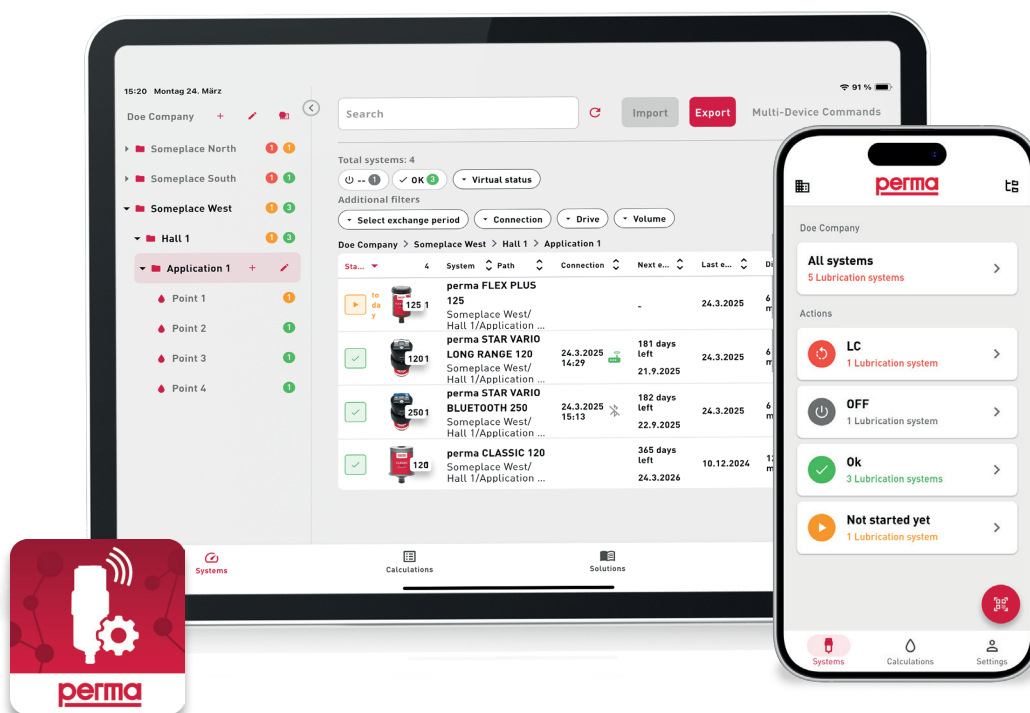 15:20 Montag 24. März
91 %
Doe Company
Search
Import
Export
Multi-Device Commands
Someplace North 1 1
Someplace South 1 1
Someplace West 1 3
Hall 1 1 3
Application 1
Point 1 1
Point 2 1
Point 3 1
Point 4 1
Total systems: 4
-- 1
OK 3
Virtual status
Additional filters
Select exchange period
Connection
Drive
Volume
Doe Company > Someplace West > Hall 1 > Application 1
Sta... 4 System Path Connection Next e... Last e...
to
da
y
125 1
perma FLEX PLUS
125
Someplace West/
Hall 1/Application ...
-
24.3.2025
6
1201
perma STAR VARIO
LONG RANGE 120
Someplace West/
Hall 1/Application ...
24.3.2025
14:29
181 days
left
21.9.2025
24.3.2025
6
2501
perma STAR VARIO
BLUETOOTH 250
Someplace West/
Hall 1/Application ...
24.3.2025
15:13
182 days
left
22.9.2025
24.3.2025
6
perma CLASSIC 120
Someplace West/
Hall 1/Application ...
365 days
left
24.3.2026
10.12.2024
Systems
Calculations
Solutions
perma
perma
Doe Company
All systems
5 Lubrication systems
Actions
LC
1 Lubrication system
OFF
1 Lubrication system
Ok
3 Lubrication systems
Not started yet
1 Lubrication system
Systems
Calculations
Settings